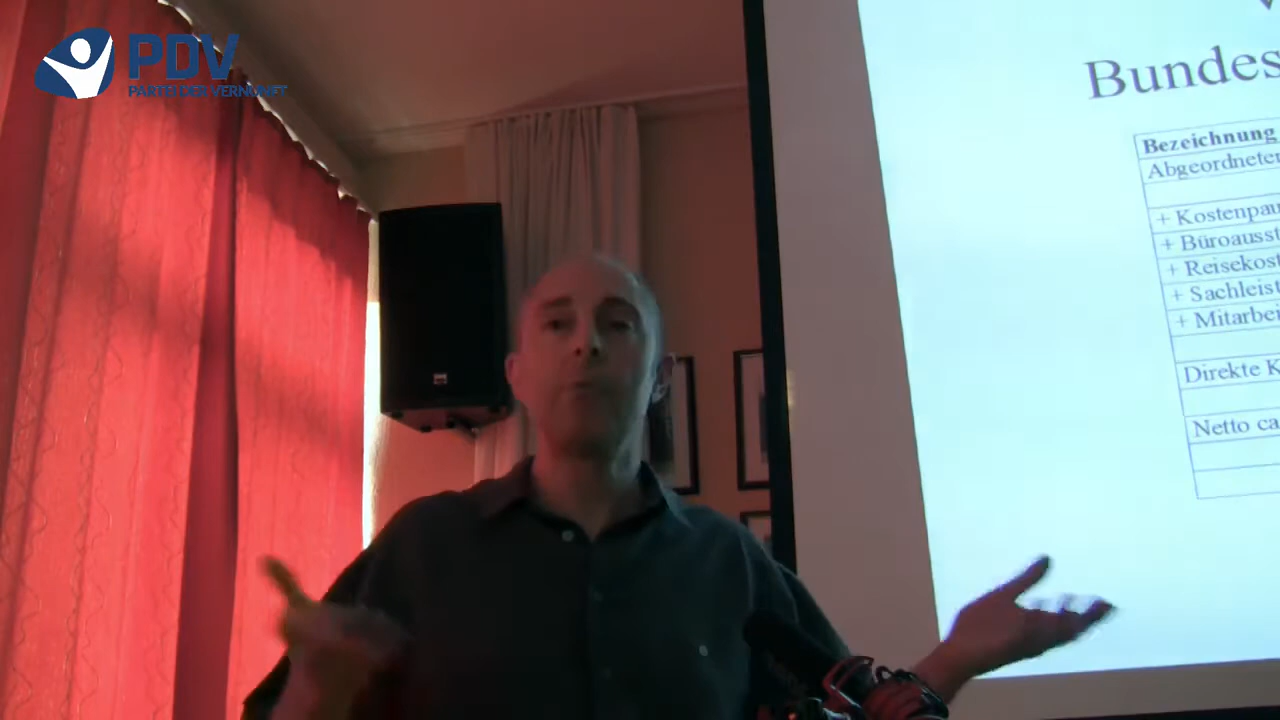 PDV
PARTEI DER VERNUNFT
Bundes
Bezeichnung
Abgeordneten
+ Kostenpau
+ Büroausst
+ Reisekost
+ Sachleist
+ Mitarbei
Direkte K
Netto ca